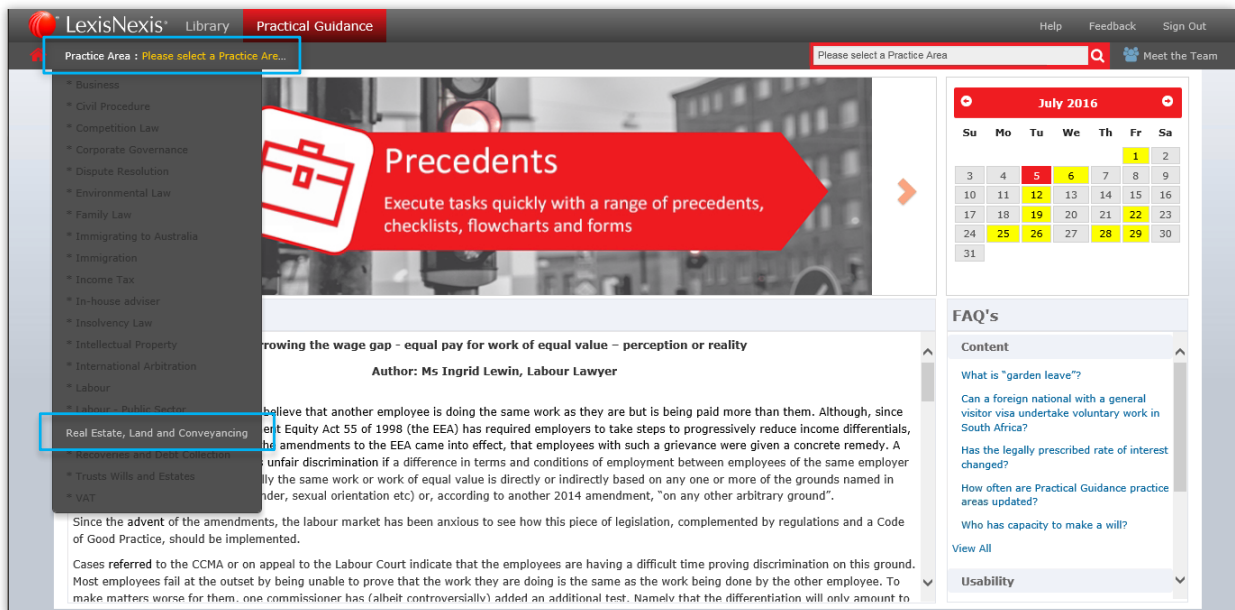 LexisNexis® Library Practical Guidance Help Feedback Sign Out
Practice Area : Please select a Practice Are... Please select a Practice Area Meet the Team
* Business
* Civil Procedure
* Competition Law
* Corporate Governance
* Dispute Resolution
* Environmental Law
* Family Law
* Immigrating to Australia
* Immigration
* Income Tax
* In-house adviser
* Insolvency Law
* Intellectual Property
* International Arbitration
* Labour
* Labour - Public Sector
Real Estate, Land and Conveyancing
* Recoveries and Debt Collection
* Trusts Wills and Estates
* VAT
Precedents
Execute tasks quickly with a range of precedents,
checklists, flowcharts and forms
July 2016
Su Mo Tu We Th Fr Sa
1 2
3 4 5 6 7 8 9
10 11 12 13 14 15 16
17 18 19 20 21 22 23
24 25 26 27 28 29 30
31
rrowing the wage gap - equal pay for work of equal value – perception or reality
Author: Ms Ingrid Lewin, Labour Lawyer
believe that another employee is doing the same work as they are but is being paid more than them. Although, since
ent Equity Act 55 of 1998 (the EEA) has required employers to take steps to progressively reduce income differentials,
he amendments to the EEA came into effect, that employees with such a grievance were given a concrete remedy. A
s unfair discrimination if a difference in terms and conditions of employment between employees of the same employer
lly the same work or work of equal value is directly or indirectly based on any one or more of the grounds named in
nder, sexual orientation etc) or, according to another 2014 amendment, “on any other arbitrary ground”.
Since the advent of the amendments, the labour market has been anxious to see how this piece of legislation, complemented by regulations and a Code
of Good Practice, should be implemented.
Cases referred to the CCMA or on appeal to the Labour Court indicate that the employees are having a difficult time proving discrimination on this ground.
Most employees fail at the outset by being unable to prove that the work they are doing is the same as the work being done by the other employee. To
make matters worse for them, one commissioner has (albeit controversially) added an additional test. Namely that the differentiation will only amount to
FAQ's
Content
What is “garden leave”?
Can a foreign national with a general
visitor visa undertake voluntary work in
South Africa?
Has the legally prescribed rate of interest
changed?
How often are Practical Guidance practice
areas updated?
Who has capacity to make a will?
View All
Usability